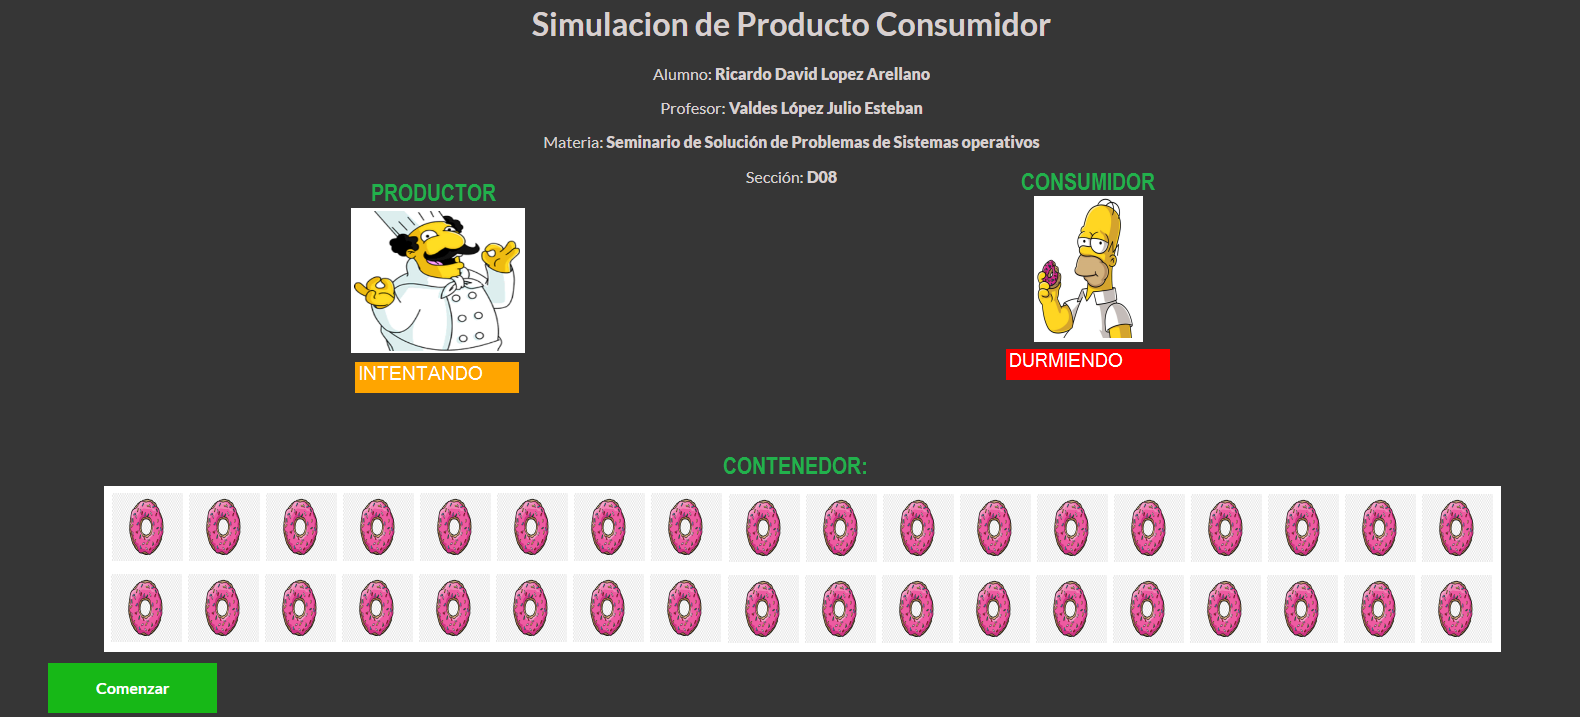 Simulacion de Producto Consumidor
Alumno: Ricardo David Lopez Arellano
Profesor: Valdes López Julio Esteban
Materia: Seminario de Solución de Problemas de Sistemas operativos
Sección: D08
PRODUCTOR
CONSUMIDOR
INTENTANDO
DURMIENDO
CONTENEDOR:
Comenzar